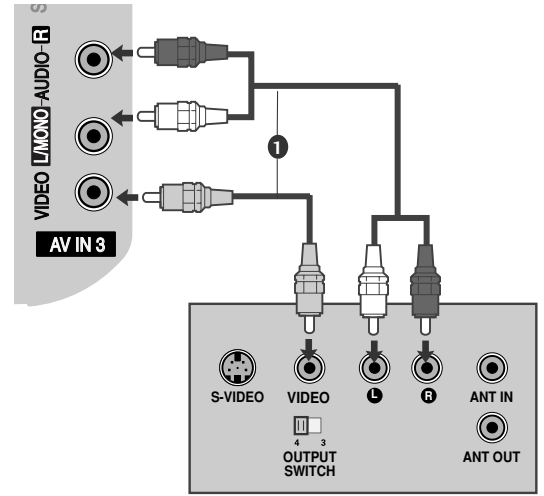 S
VIDEO L/MONO-AUDIO-R
AV IN 3
1
S-VIDEO
VIDEO
L
R
ANT IN
4 3
OUTPUT
SWITCH
ANT OUT